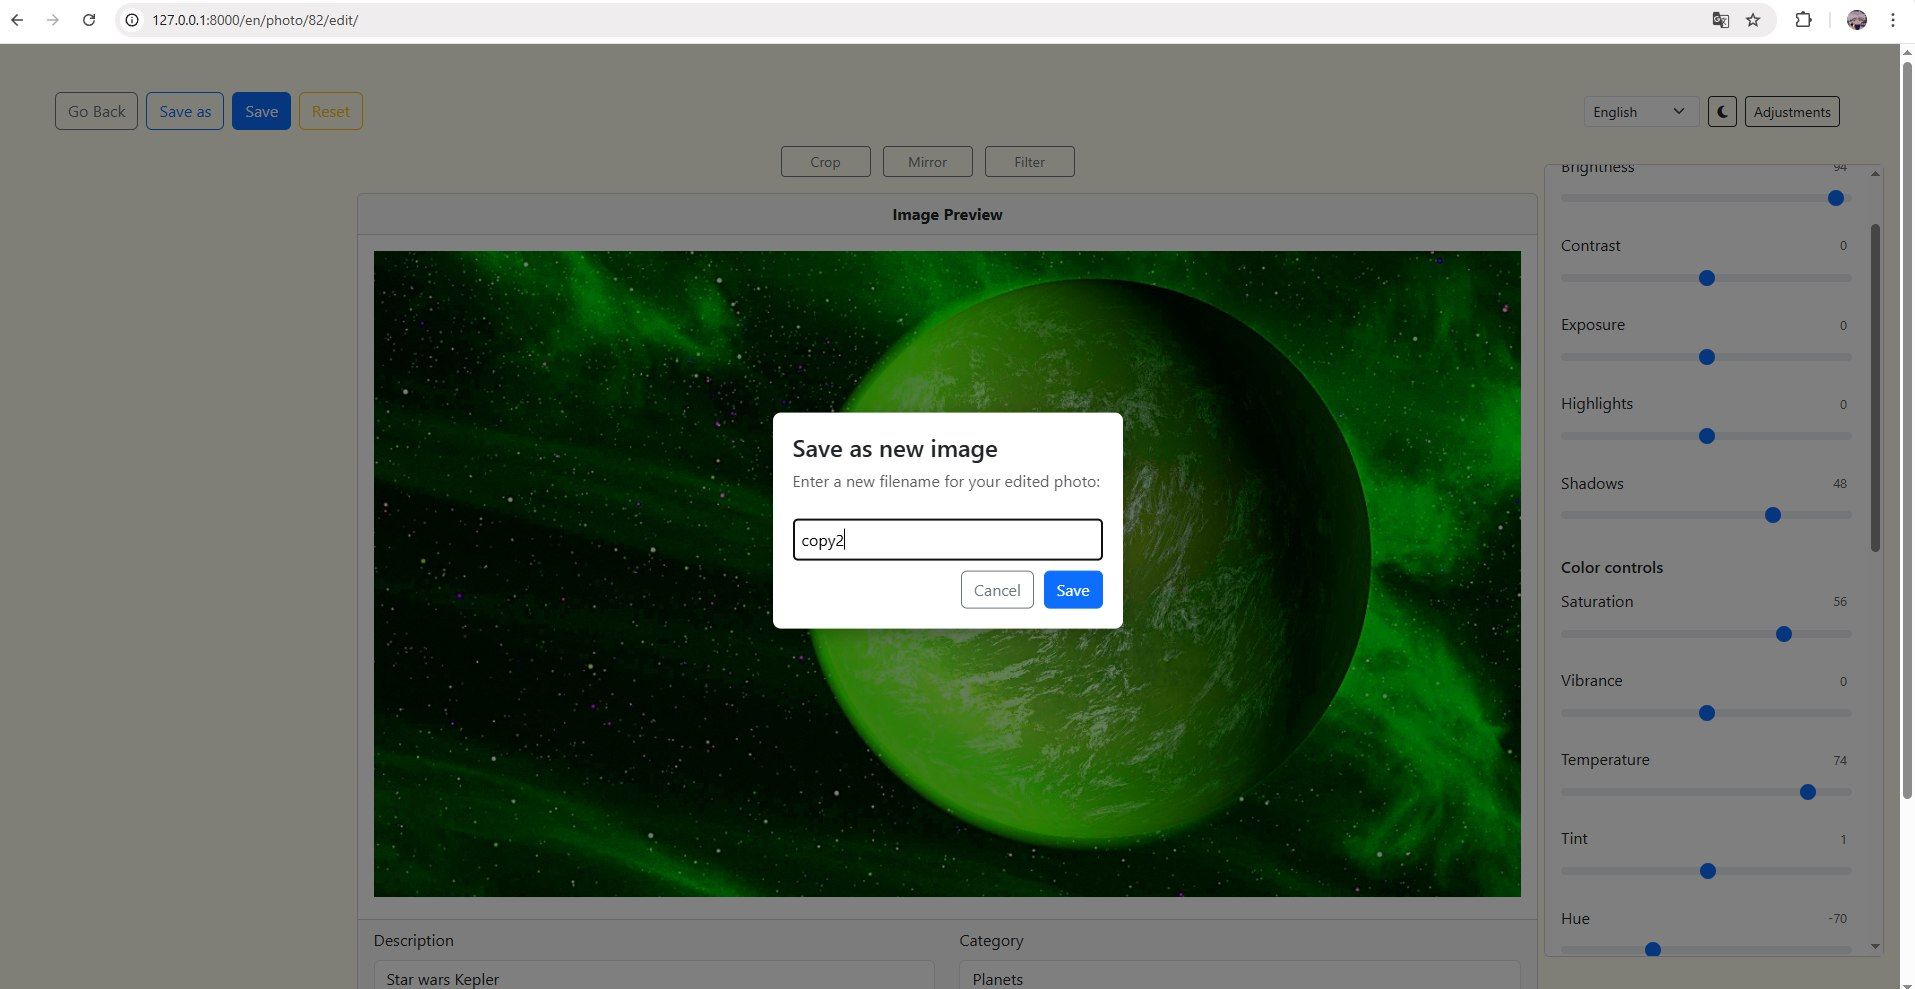 127.0.0.1:8000/en/photo/82/edit/
Go Back
Save as
Save
Reset
English
Adjustments
Crop
Mirror
Filter
Image Preview
Brightness 94
Contrast 0
Exposure 0
Highlights 0
Shadows 48
Color controls
Saturation 56
Vibrance 0
Temperature 74
Tint 1
Hue -70
Save as new image
Enter a new filename for your edited photo:
copy2
Cancel
Save
Description
Star wars Kepler
Category
Planets